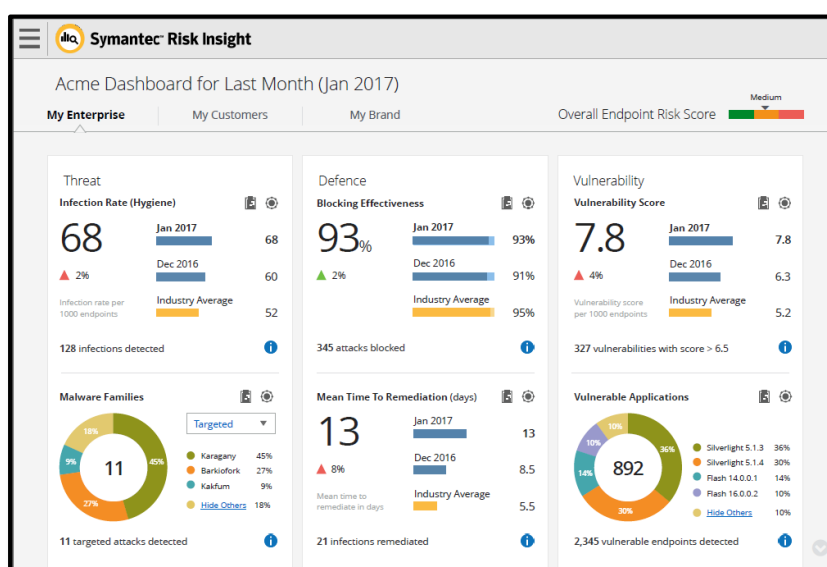 Symantec™ Risk Insight
Acme Dashboard for Last Month (Jan 2017)
My Enterprise
My Customers
My Brand
Overall Endpoint Risk Score
Medium
Threat
Infection Rate (Hygiene)
68
2%
Infection rate per
1000 endpoints
Jan 2017
68
Dec 2016
60
Industry Average
52
128 infections detected
Defence
Blocking Effectiveness
93%
2%
Jan 2017
93%
Dec 2016
91%
Industry Average
95%
345 attacks blocked
Vulnerability
Vulnerability Score
7.8
4%
Vulnerability score
per 1000 endpoints
Jan 2017
7.8
Dec 2016
6.3
Industry Average
5.2
327 vulnerabilities with score > 6.5
Malware Families
Targeted
18%
9%
45%
27%
11
Karagany 45%
Barkiofork 27%
Kakfum 9%
Hide Others 18%
11 targeted attacks detected
Mean Time To Remediation (days)
13
8%
Mean time to
remediate in days
Jan 2017
13
Dec 2016
8.5
Industry Average
5.5
21 infections remediated
Vulnerable Applications
10%
10%
14%
36%
30%
892
Silverlight 5.1.3 36%
Silverlight 5.1.4 30%
Flash 14.0.0.1 14%
Flash 16.0.0.2 10%
Hide Others 10%
2,345 vulnerable endpoints detected